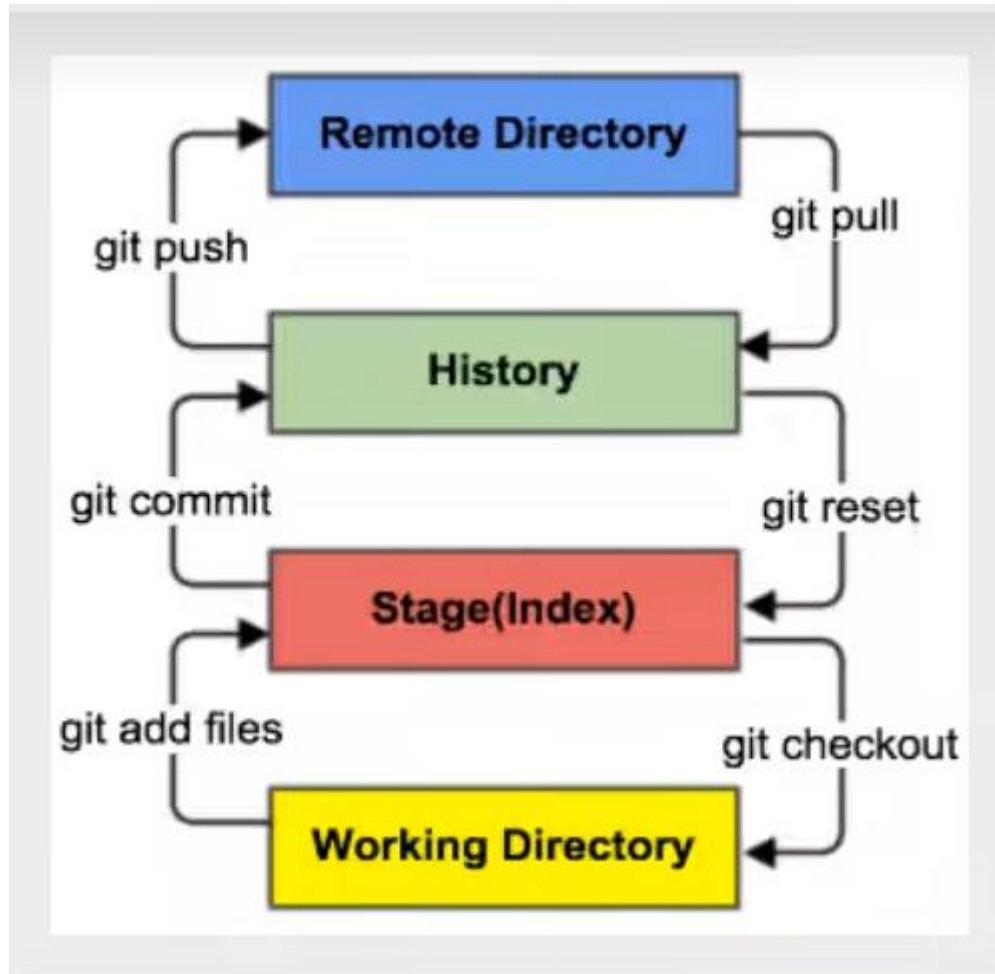 Remote Directory
git pull
git push
History
git commit
git reset
Stage(Index)
git add files
git checkout
Working Directory